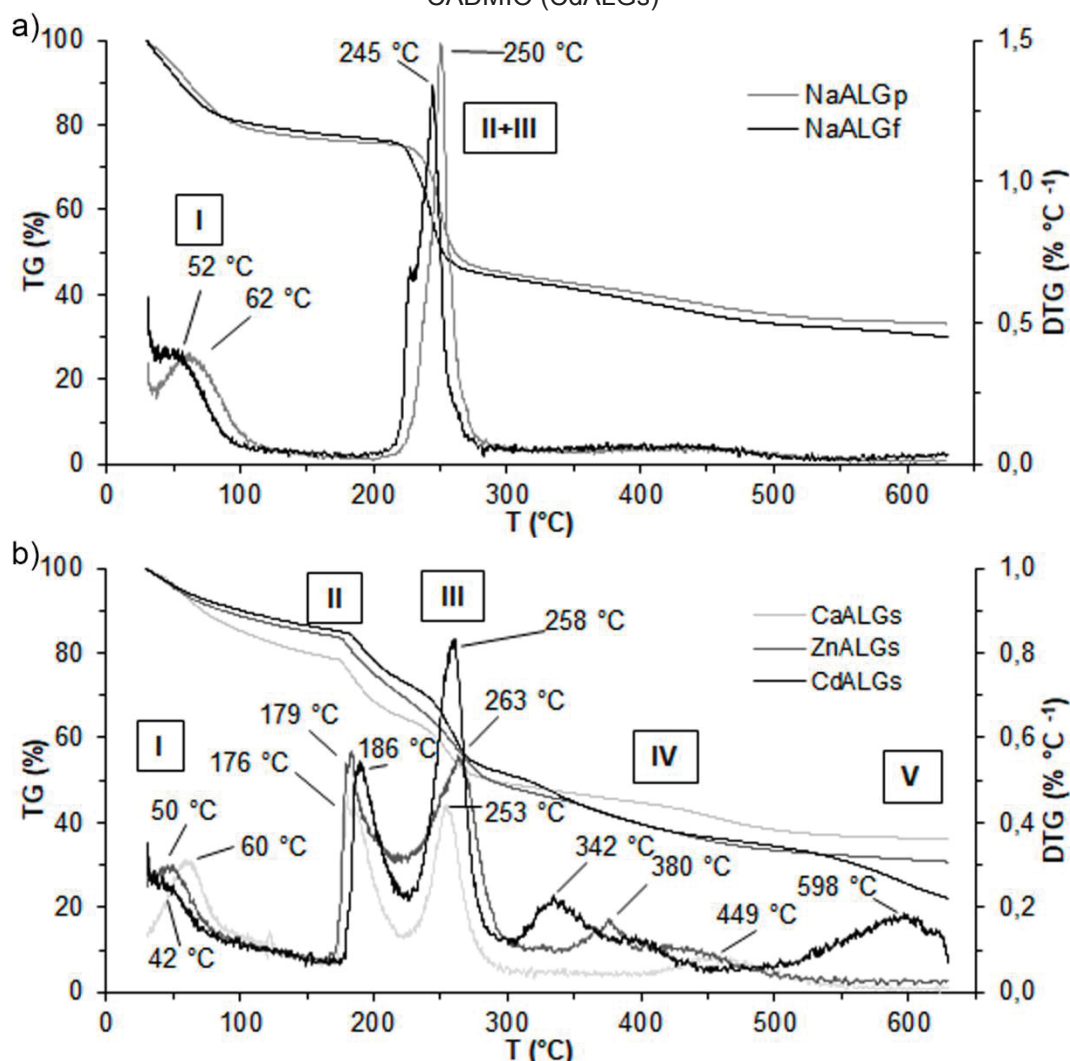 CADMIO (CdALGs)
a)
100
80
60
40
20
0
TG (%)
1,5
1,0
0,5
0,0
DTG (% °C ⁻¹)
245 °C
250 °C
NaALGp
NaALGf
II+III
I
52 °C
62 °C
0
100
200
300
400
500
600
T (°C)
b)
100
80
60
40
20
0
TG (%)
1,0
0,8
0,6
0,4
0,2
0,0
DTG (% °C ⁻¹)
II
III
258 °C
CaALGs
ZnALGs
CdALGs
263 °C
I
179 °C
186 °C
176 °C
IV
V
50 °C
60 °C
253 °C
342 °C
380 °C
598 °C
449 °C
42 °C
0
100
200
300
400
500
600
T (°C)